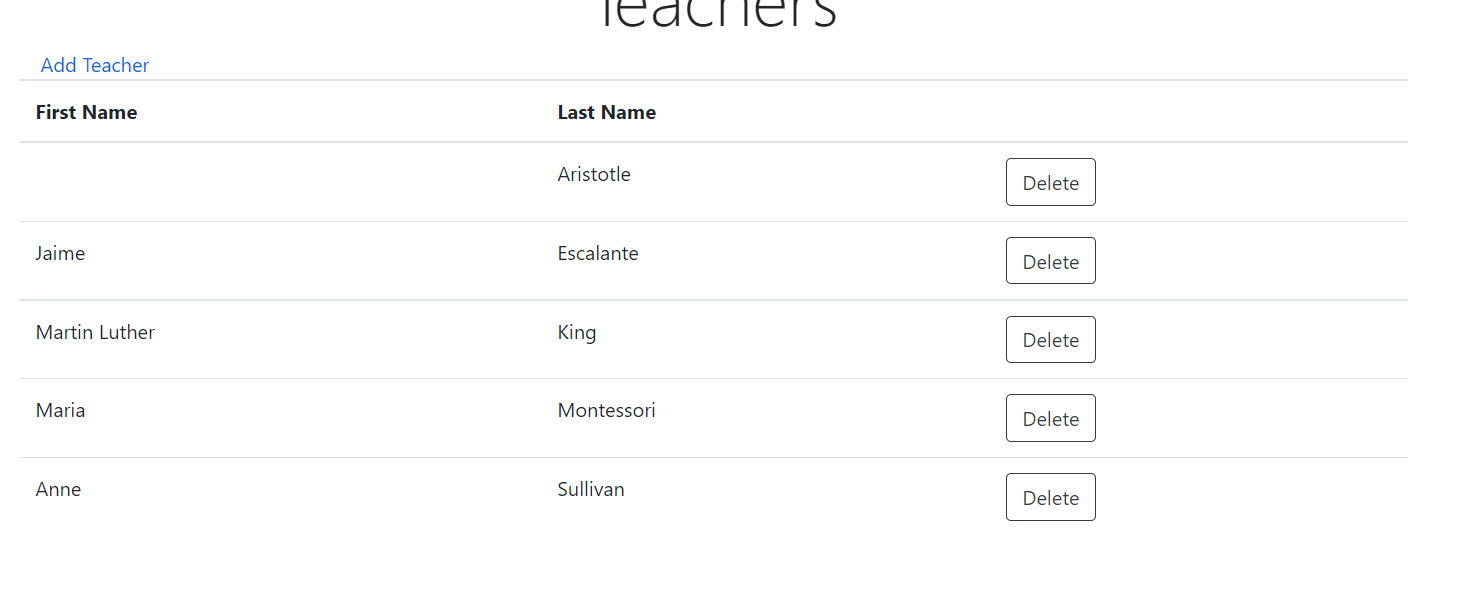 Teachers
Add Teacher
First Name Last Name
Aristotle Delete
Jaime Escalante Delete
Martin Luther King Delete
Maria Montessori Delete
Anne Sullivan Delete